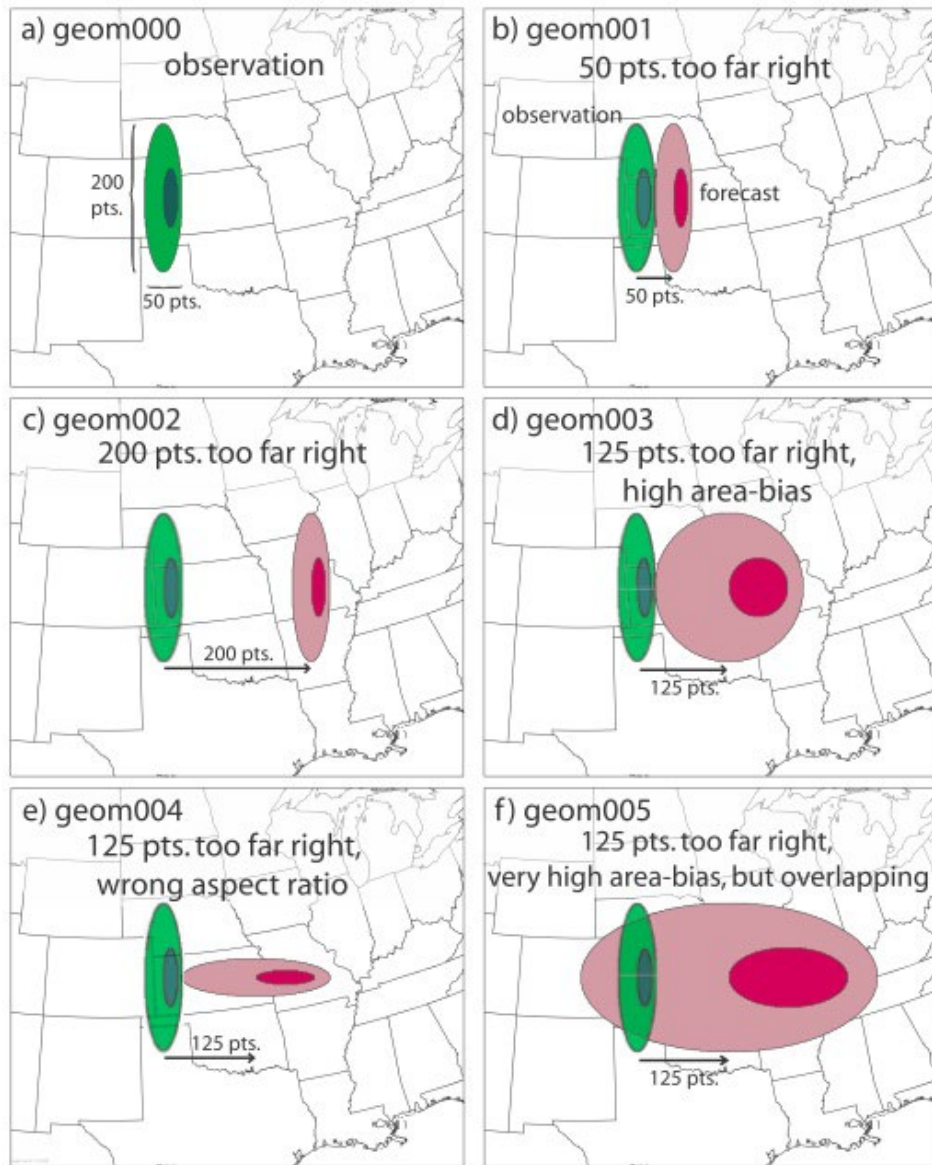 a) geom000
observation
200
pts.
50 pts.
b) geom001
50 pts. too far right
observation
forecast
50 pts.
c) geom002
200 pts. too far right
200 pts.
d) geom003
125 pts. too far right,
high area-bias
125 pts.
e) geom004
125 pts. too far right,
wrong aspect ratio
125 pts.
f) geom005
125 pts. too far right,
very high area-bias, but overlapping
125 pts.